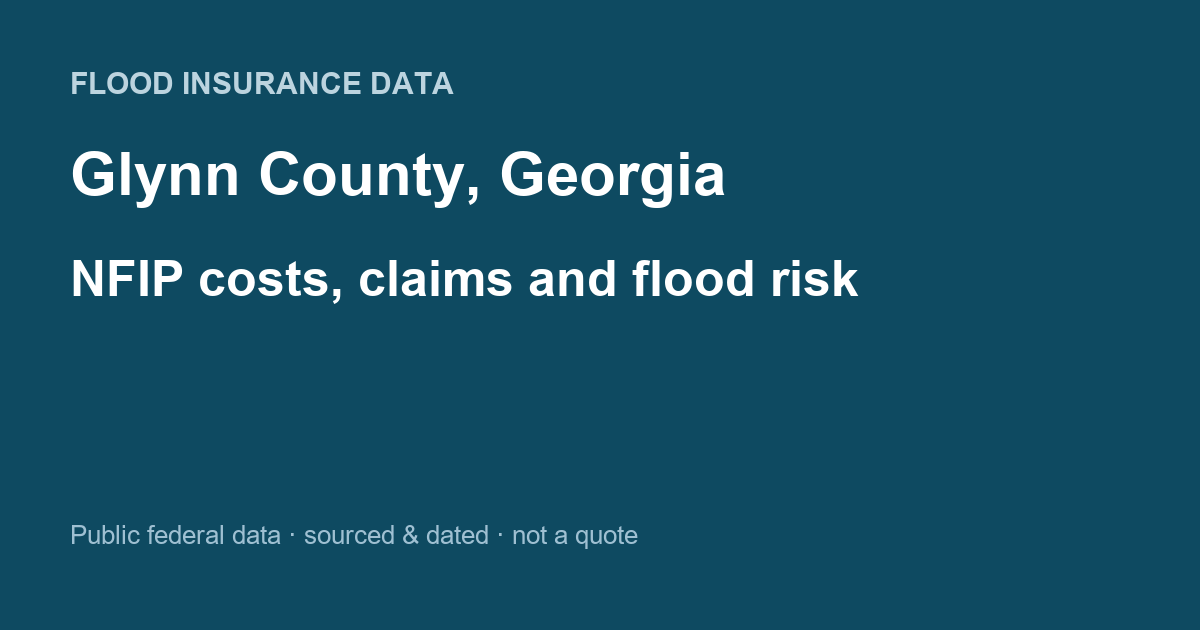 FLOOD INSURANCE DATA
Glynn County, Georgia
NFIP costs, claims and flood risk
Public federal data · sourced & dated · not a quote